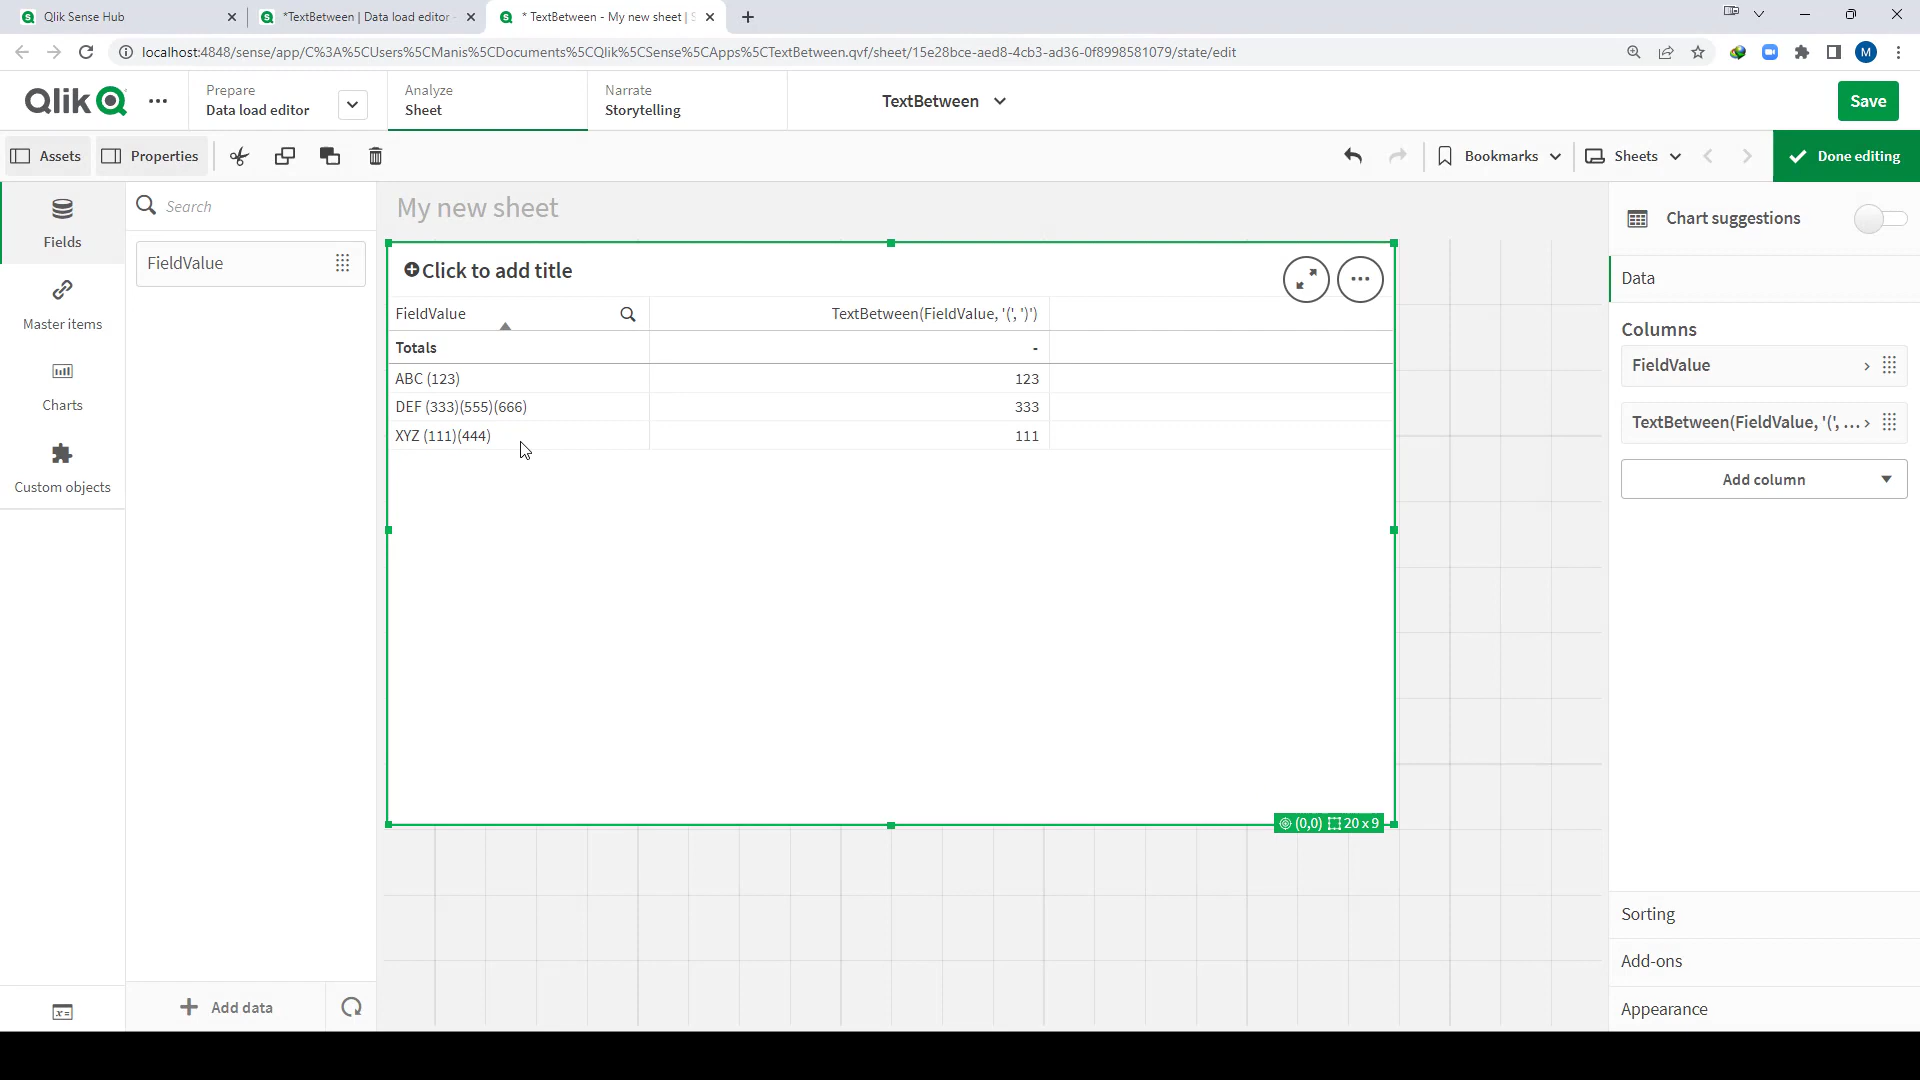 Qlik Sense Hub
*TextBetween | Data load editor -
* TextBetween - My new sheet | S
localhost:4848/sense/app/C%3A%5CUsers%5CManis%5CDocuments%5CQlik%5CSense%5CApps%5CTextBetween.qvf/sheet/15e28bce-aed8-4cb3-ad36-0f8998581079/state/edit
M
Qlik
Prepare
Data load editor
Analyze
Sheet
Narrate
Storytelling
TextBetween
Save
Assets
Properties
Bookmarks
Sheets
Done editing
Fields
Master items
Charts
Custom objects
Search
FieldValue
Add data
My new sheet
Click to add title
FieldValue TextBetween(FieldValue, '(', ')')
Totals -
ABC (123) 123
DEF (333)(555)(666) 333
XYZ (111)(444) 111
(0,0) 20 x 9
Chart suggestions
Data
Columns
FieldValue
TextBetween(FieldValue, '(', ...
Add column
Sorting
Add-ons
Appearance